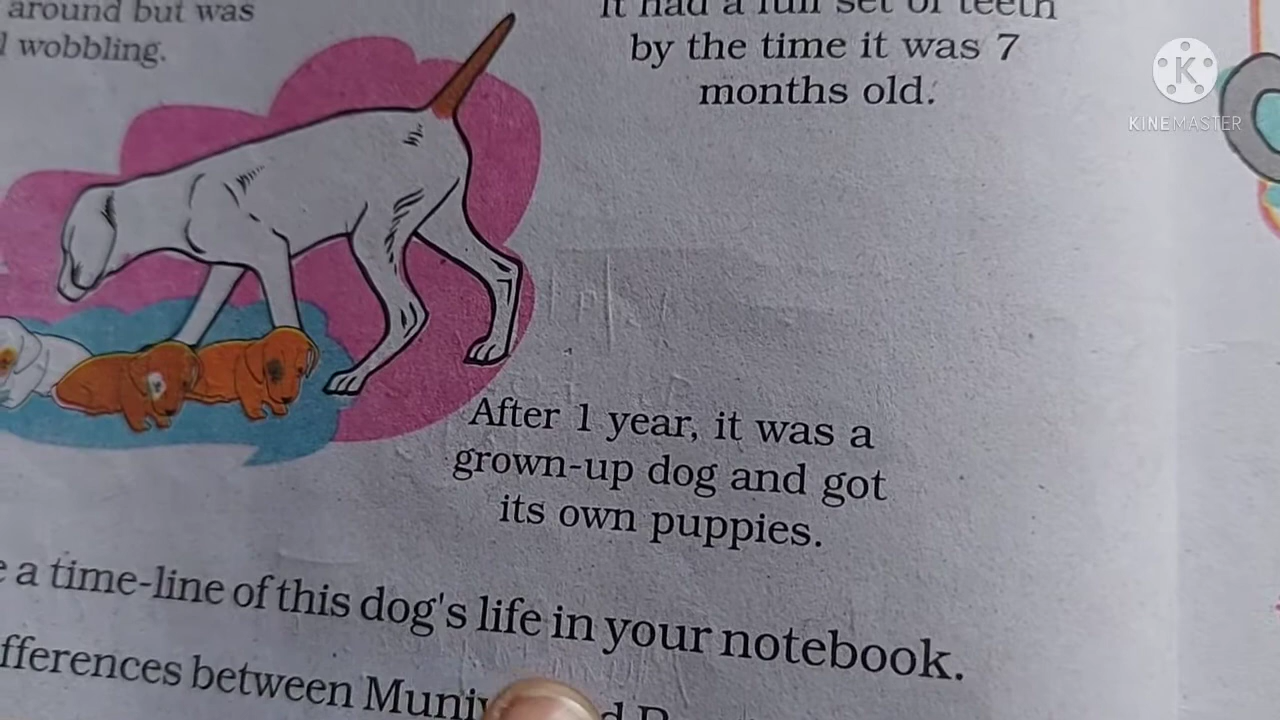 around but was
wobbling.
It had a full set of teeth
by the time it was 7
months old.
After 1 year, it was a
grown-up dog and got
its own puppies.
a time-line of this dog's life in your notebook.
between
K
KINEMASTER